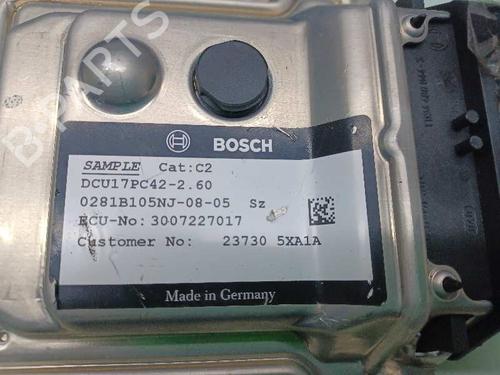 B-PARTS
BOSCH
SAMPLE Cat:C2
DCU17PC42-2.60
0281B105NJ-08-05 Sz
ECU-No: 3007227017
Customer No: 23730 5XA1A
Made in Germany